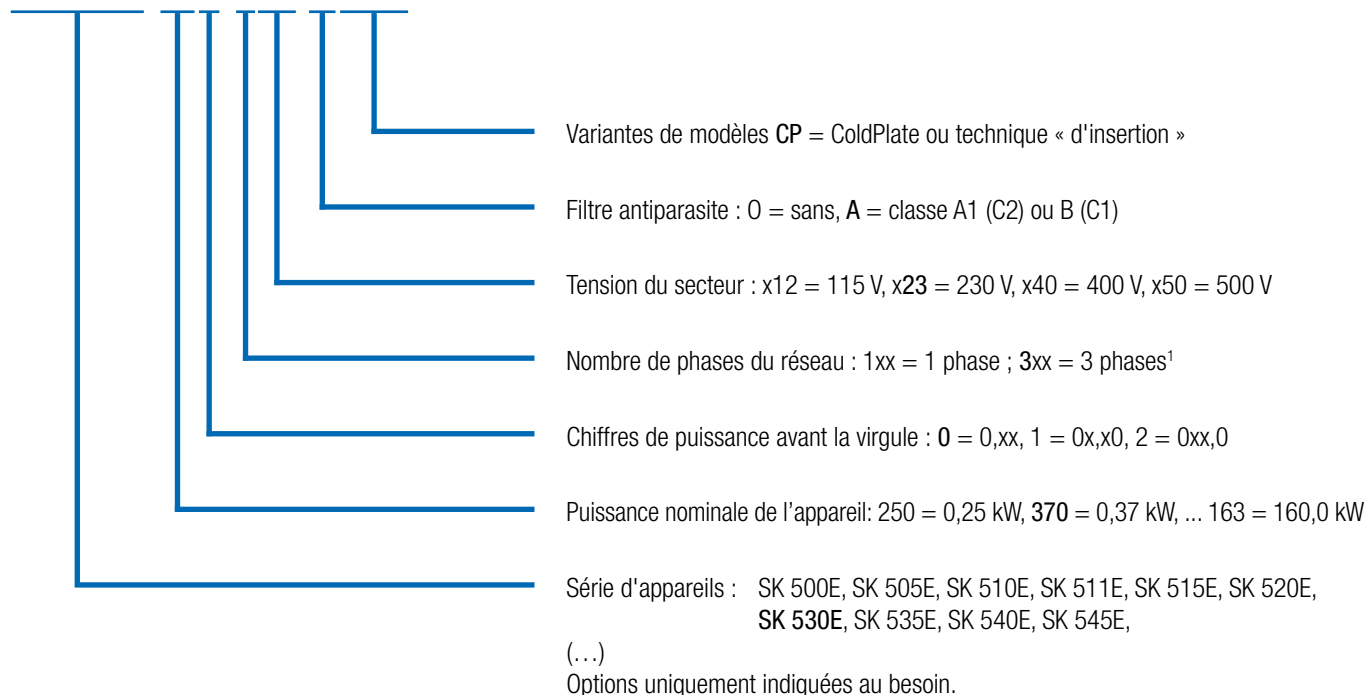 Variantes de modèles CP = ColdPlate ou technique « d'insertion »
Filtre antiparasite : O = sans, A = classe A1 (C2) ou B (C1)
Tension du secteur : x12 = 115 V, x23 = 230 V, x40 = 400 V, x50 = 500 V
Nombre de phases du réseau : 1xx = 1 phase ; 3xx = 3 phases¹
Chiffres de puissance avant la virgule : 0 = 0,xx, 1 = 0x,x0, 2 = 0xx,0
Puissance nominale de l’appareil: 250 = 0,25 kW, 370 = 0,37 kW, ... 163 = 160,0 kW
Série d'appareils : SK 500E, SK 505E, SK 510E, SK 511E, SK 515E, SK 520E,
SK 530E, SK 535E, SK 540E, SK 545E,
(…)
Options uniquement indiquées au besoin.